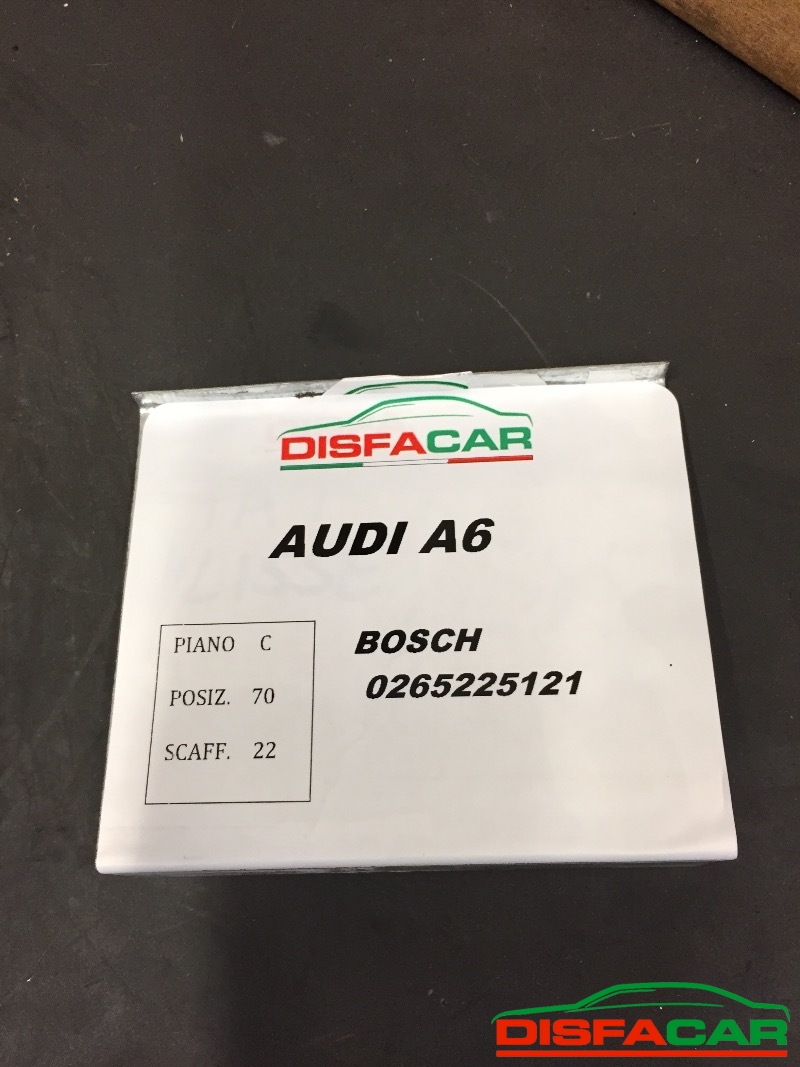 DISFACAR
AUDI A6
PIANO C
POSIZ. 70
SCAFF. 22
BOSCH
0265225121
DISFACAR